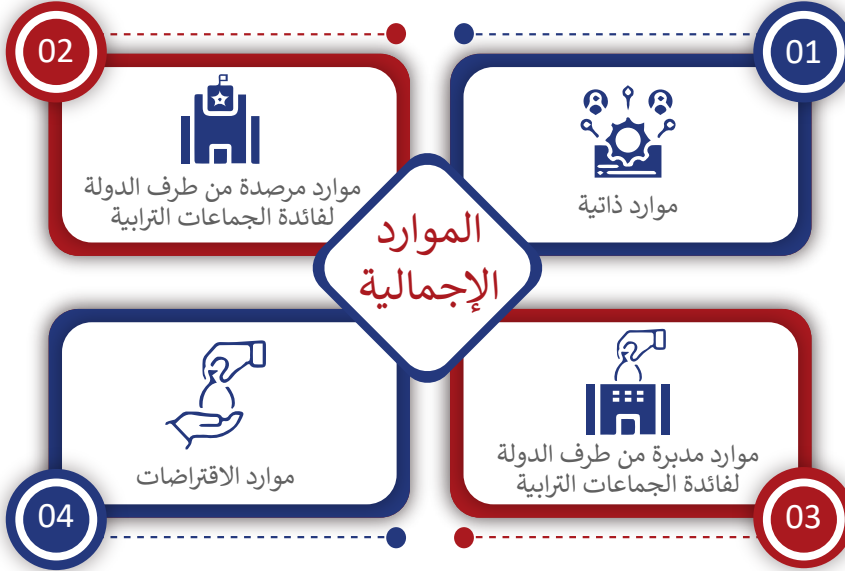 01
موارد ذاتية
02
موارد مرصدة من طرف الدولة
لفائدة الجماعات الترابية
الموارد
الإجمالية
03
موارد مدبرة من طرف الدولة
لفائدة الجماعات الترابية
04
موارد الاقتراضات